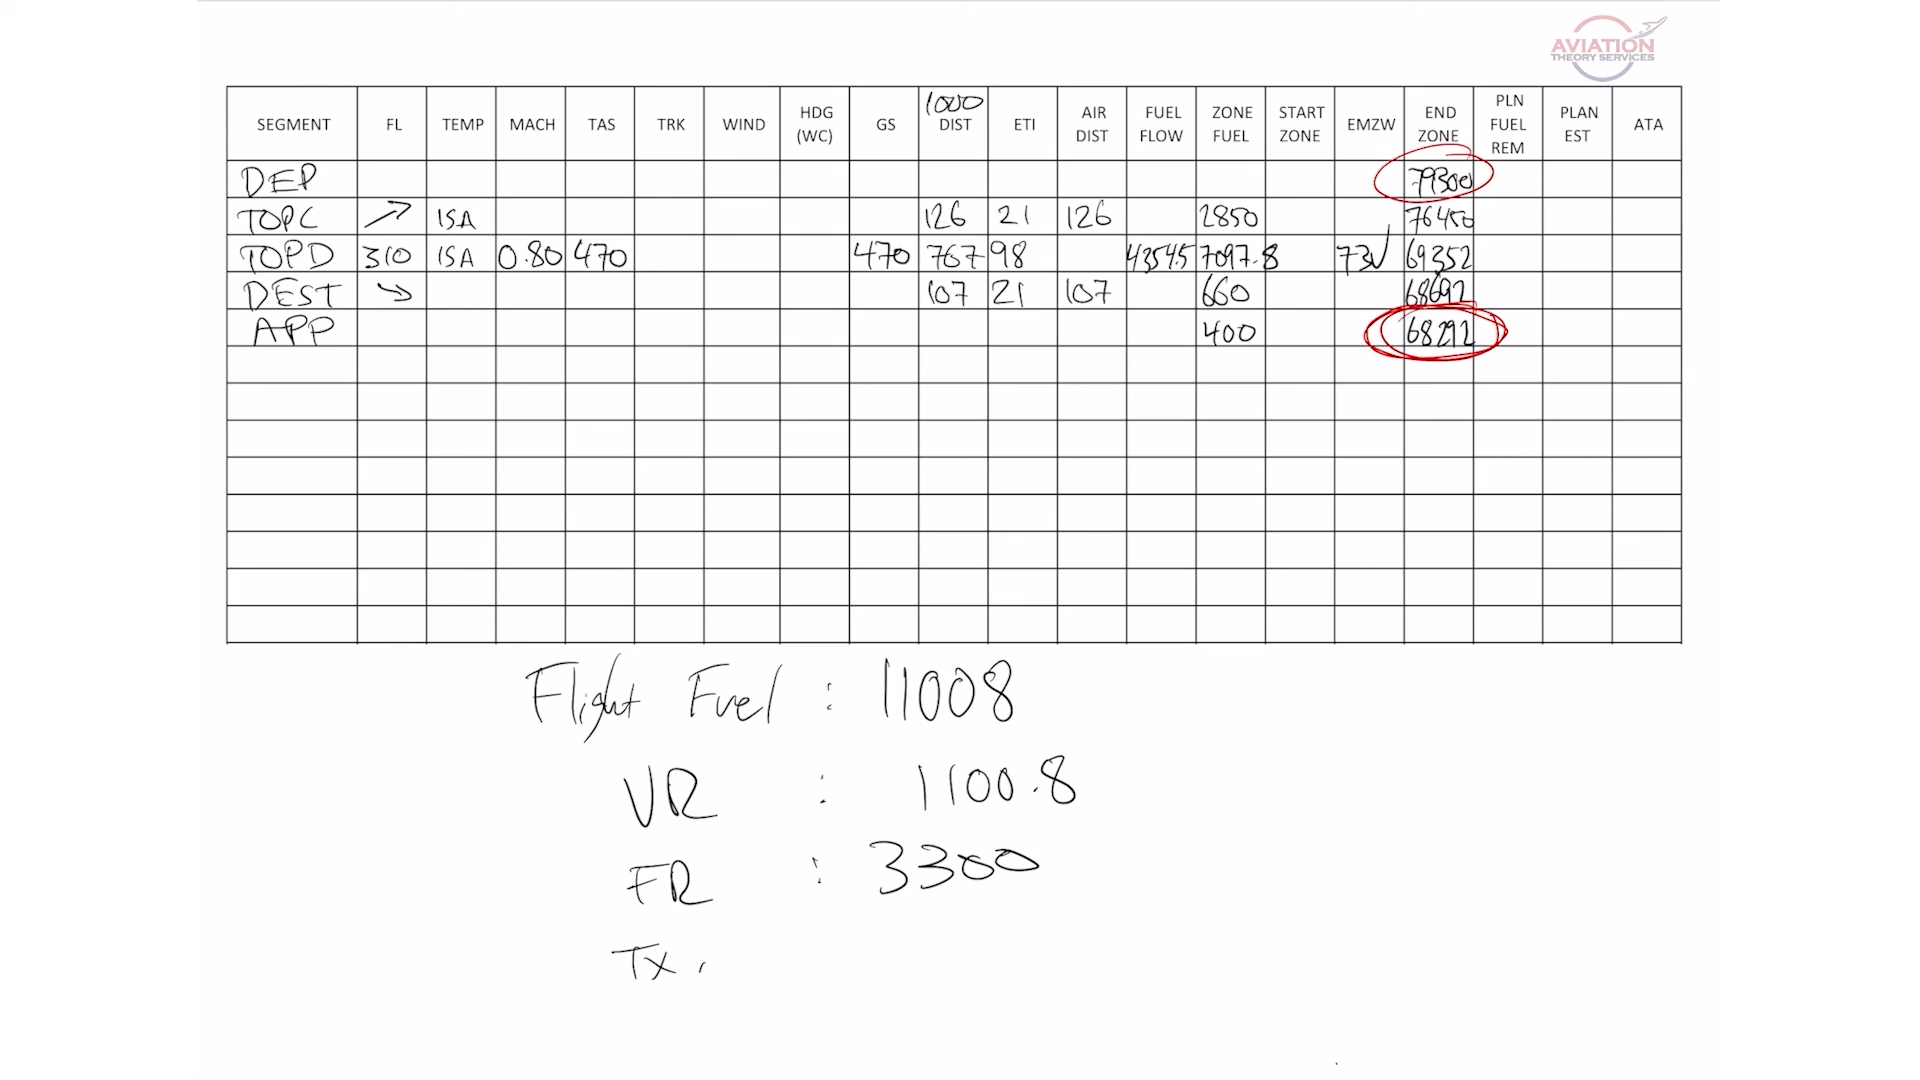 AVIATION
THEORY SERVICES
SEGMENT FL TEMP MACH TAS TRK WIND HDG (WC) GS 1000 DIST ETI AIR DIST FUEL FLOW ZONE FUEL START ZONE EMZW END ZONE PLN FUEL REM PLAN EST ATA
DEP 79300
TOPC ISA 126 21 126 2850 76450
TOPD 310 ISA 0.80 470 470 767 98 4354.5 7097.8 73✓ 69352
DEST 107 21 107 660 68692
APP 400 68292
Flight Fuel : 11008
VR : 1100.8
FR : 3300
Tx